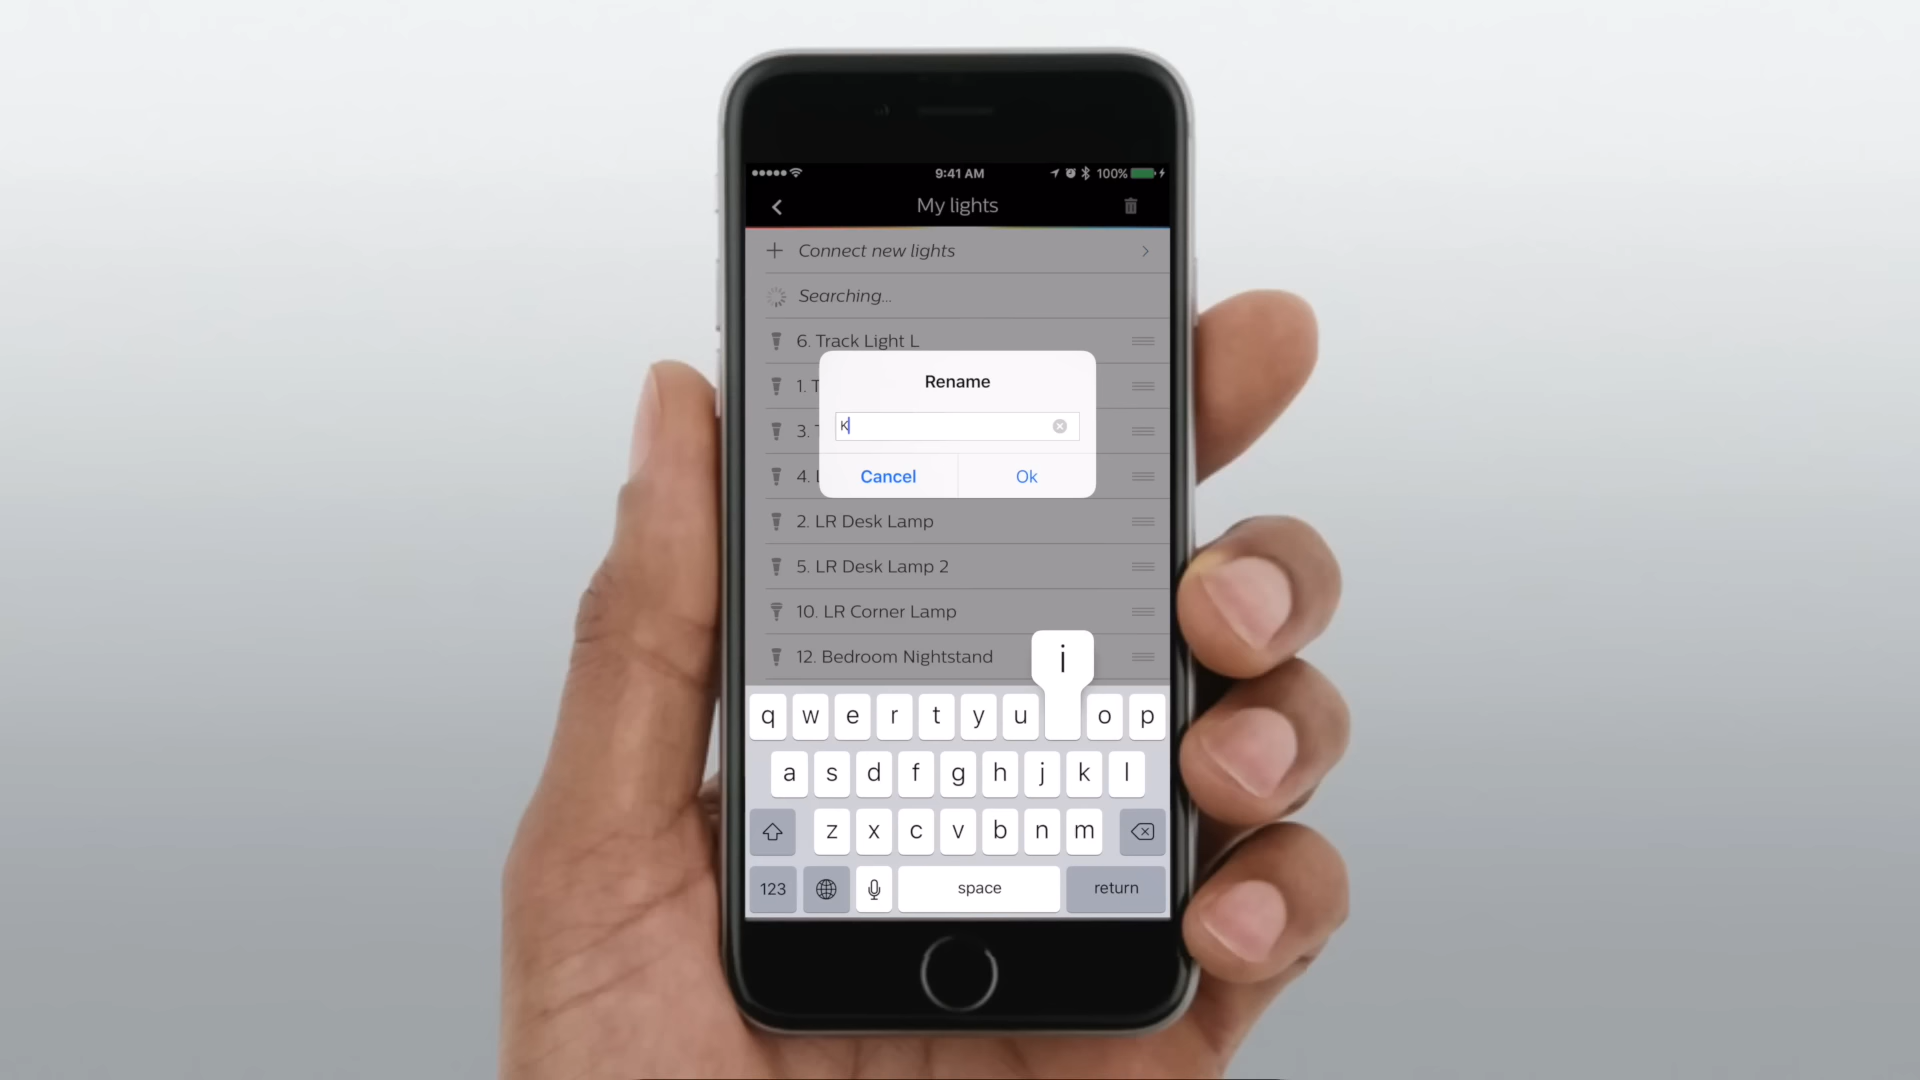 9:41 AM 100%
My lights
Connect new lights
Searching...
6. Track Light L
Rename
1. T
K
3.
4.
Cancel Ok
2. LR Desk Lamp
5. LR Desk Lamp 2
10. LR Corner Lamp
12. Bedroom Nightstand
i
q w e r t y u o p
a s d f g h j k l
z x c v b n m
123 space return